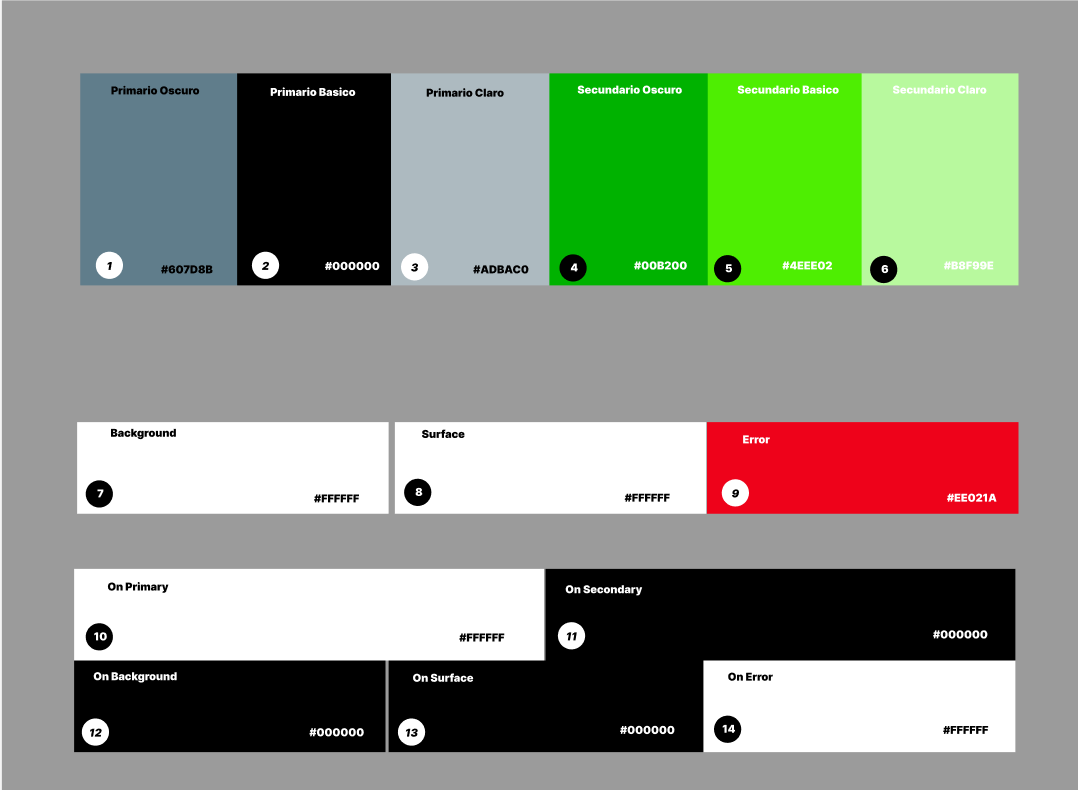 Primario Oscuro
Primario Basico
Primario Claro
Secundario Oscuro
Secundario Basico
Secundario Claro
1
#607D8B
2
#000000
3
#ADBAC0
4
#00B200
5
#4EEE02
6
#B8F99E
Background
Surface
Error
7
#FFFFFF
8
#FFFFFF
9
#EE021A
On Primary
On Secondary
10
#FFFFFF
11
#000000
On Background
On Surface
On Error
12
#000000
13
#000000
14
#FFFFFF